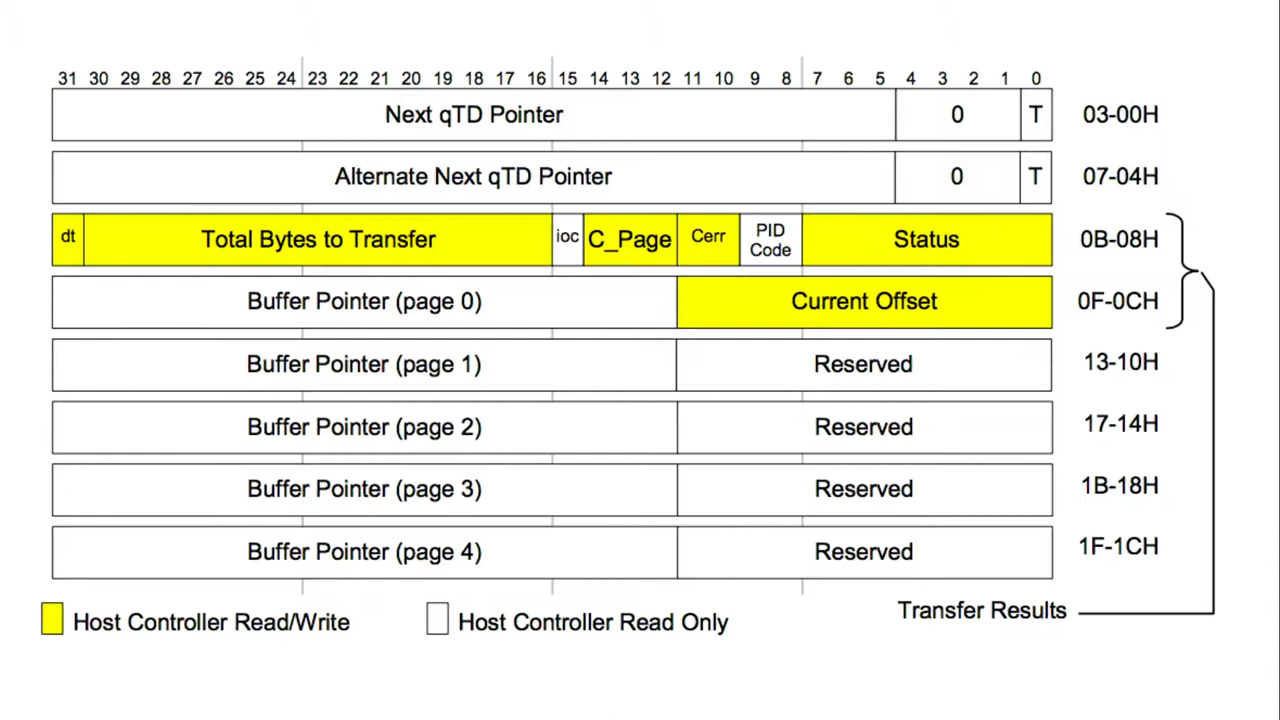 31 30 29 28 27 26 25 24 23 22 21 20 19 18 17 16 15 14 13 12 11 10 9 8 7 6 5 4 3 2 1 0
Next qTD Pointer 0 T 03-00H
Alternate Next qTD Pointer 0 T 07-04H
dt Total Bytes to Transfer ioc C_Page Cerr PID Code Status 0B-08H
Buffer Pointer (page 0) Current Offset 0F-0CH
Buffer Pointer (page 1) Reserved 13-10H
Buffer Pointer (page 2) Reserved 17-14H
Buffer Pointer (page 3) Reserved 1B-18H
Buffer Pointer (page 4) Reserved 1F-1CH
Host Controller Read/Write Host Controller Read Only Transfer Results